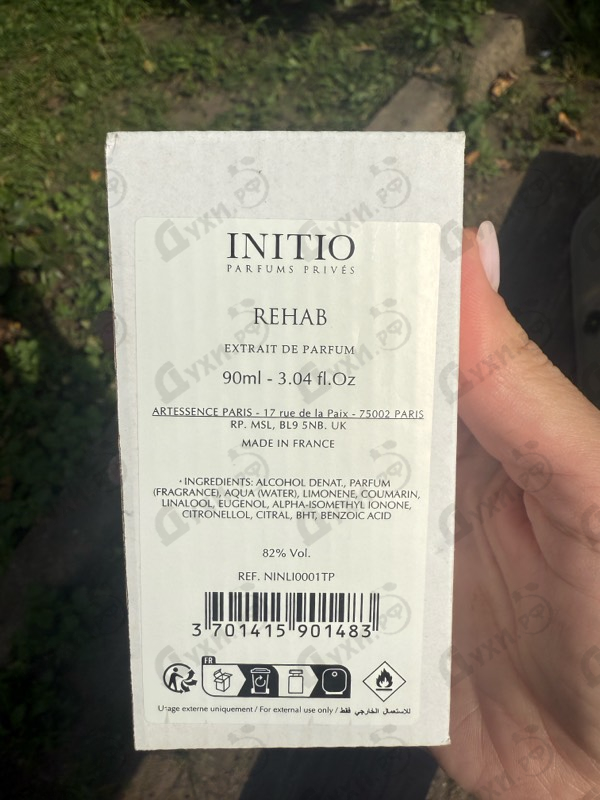 INITIO
PARFUMS PRIVÉS
REHAB
EXTRAIT DE PARFUM
90ml - 3.04 fl.Oz
ARTESSENCE PARIS - 17 rue de la Paix - 75002 PARIS
RP. MSL, BL9 5NB. UK
MADE IN FRANCE
• INGREDIENTS: ALCOHOL DENAT., PARFUM
(FRAGRANCE), AQUA (WATER), LIMONENE, COUMARIN,
LINALOOL, EUGENOL, ALPHA-ISOMETHYL IONONE,
CITRONELLOL, CITRAL, BHT, BENZOIC ACID
82% Vol.
REF. NINLI0001TP
3 701415 901483
FR
Usage externe uniquement / For external use only / للاستعمال الخارجي فقط
Духи.рф